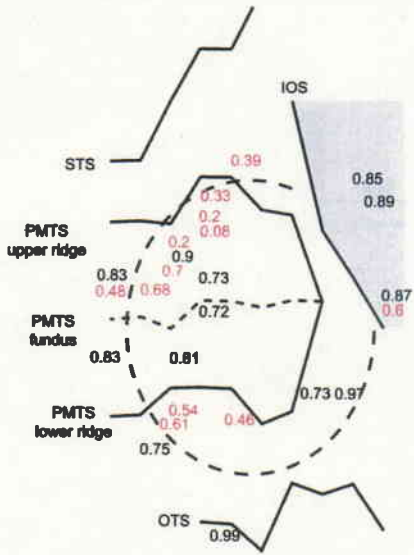 IOS
0.39
STS
0.85
0.33
0.89
PMTS
upper ridge
0.2
0.08
0.2
0.9
0.83
0.7
0.73
0.48
0.68
0.87
0.6
PMTS
fundus
0.72
0.83
0.81
0.73
0.97
PMTS
lower ridge
0.54
0.61
0.46
0.75
OTS
0.99